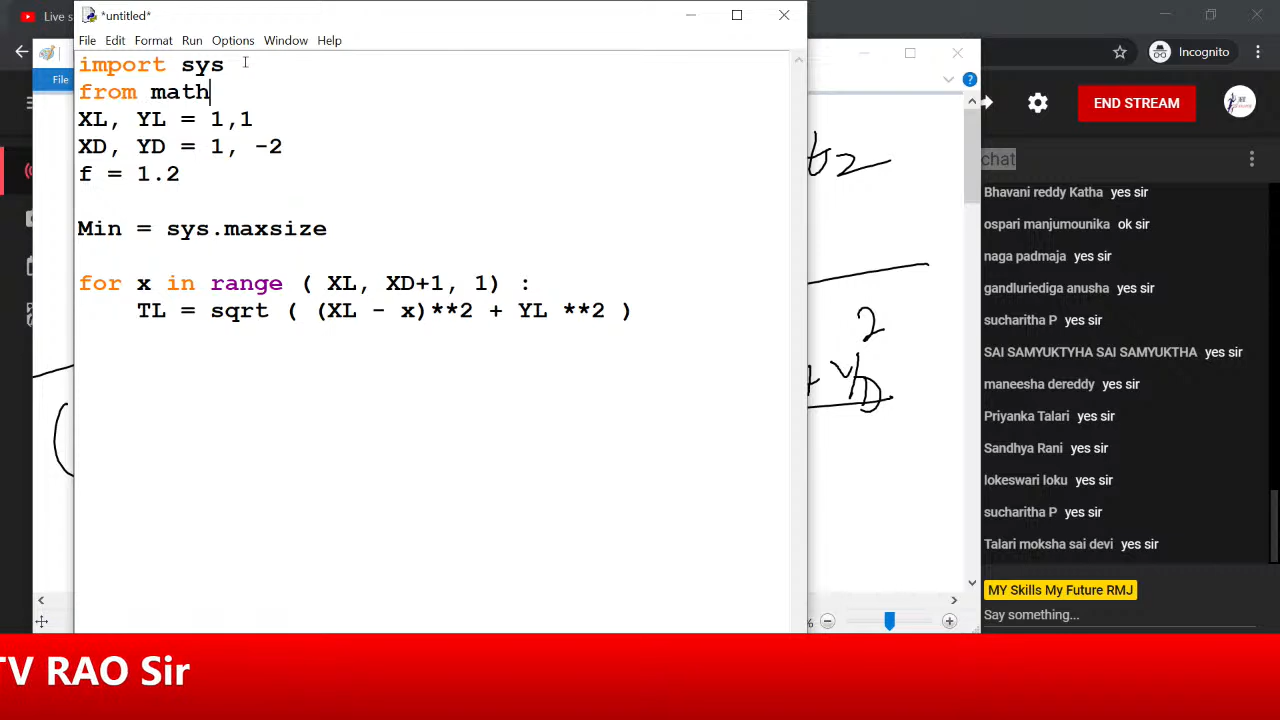 Live s
*untitled*
File Edit Format Run Options Window Help
File
Incognito
import sys
from math
XL, YL = 1,1
XD, YD = 1, -2
f = 1.2
Min = sys.maxsize
for x in range ( XL, XD+1, 1) :
TL = sqrt ( (XL - x)**2 + YL **2 )
2
END STREAM
chat
Bhavani reddy Katha yes sir
ospari manjumounika ok sir
naga padmaja yes sir
gandluriediga anusha yes sir
sucharitha P yes sir
SAI SAMYUKTYHA SAI SAMYUKTHA yes sir
maneesha dereddy yes sir
Priyanka Talari yes sir
Sandhya Rani yes sir
lokeswari loku yes sir
sucharitha P yes sir
Talari moksha sai devi yes sir
MY Skills My Future RMJ
Say something...
%
TV RAO Sir